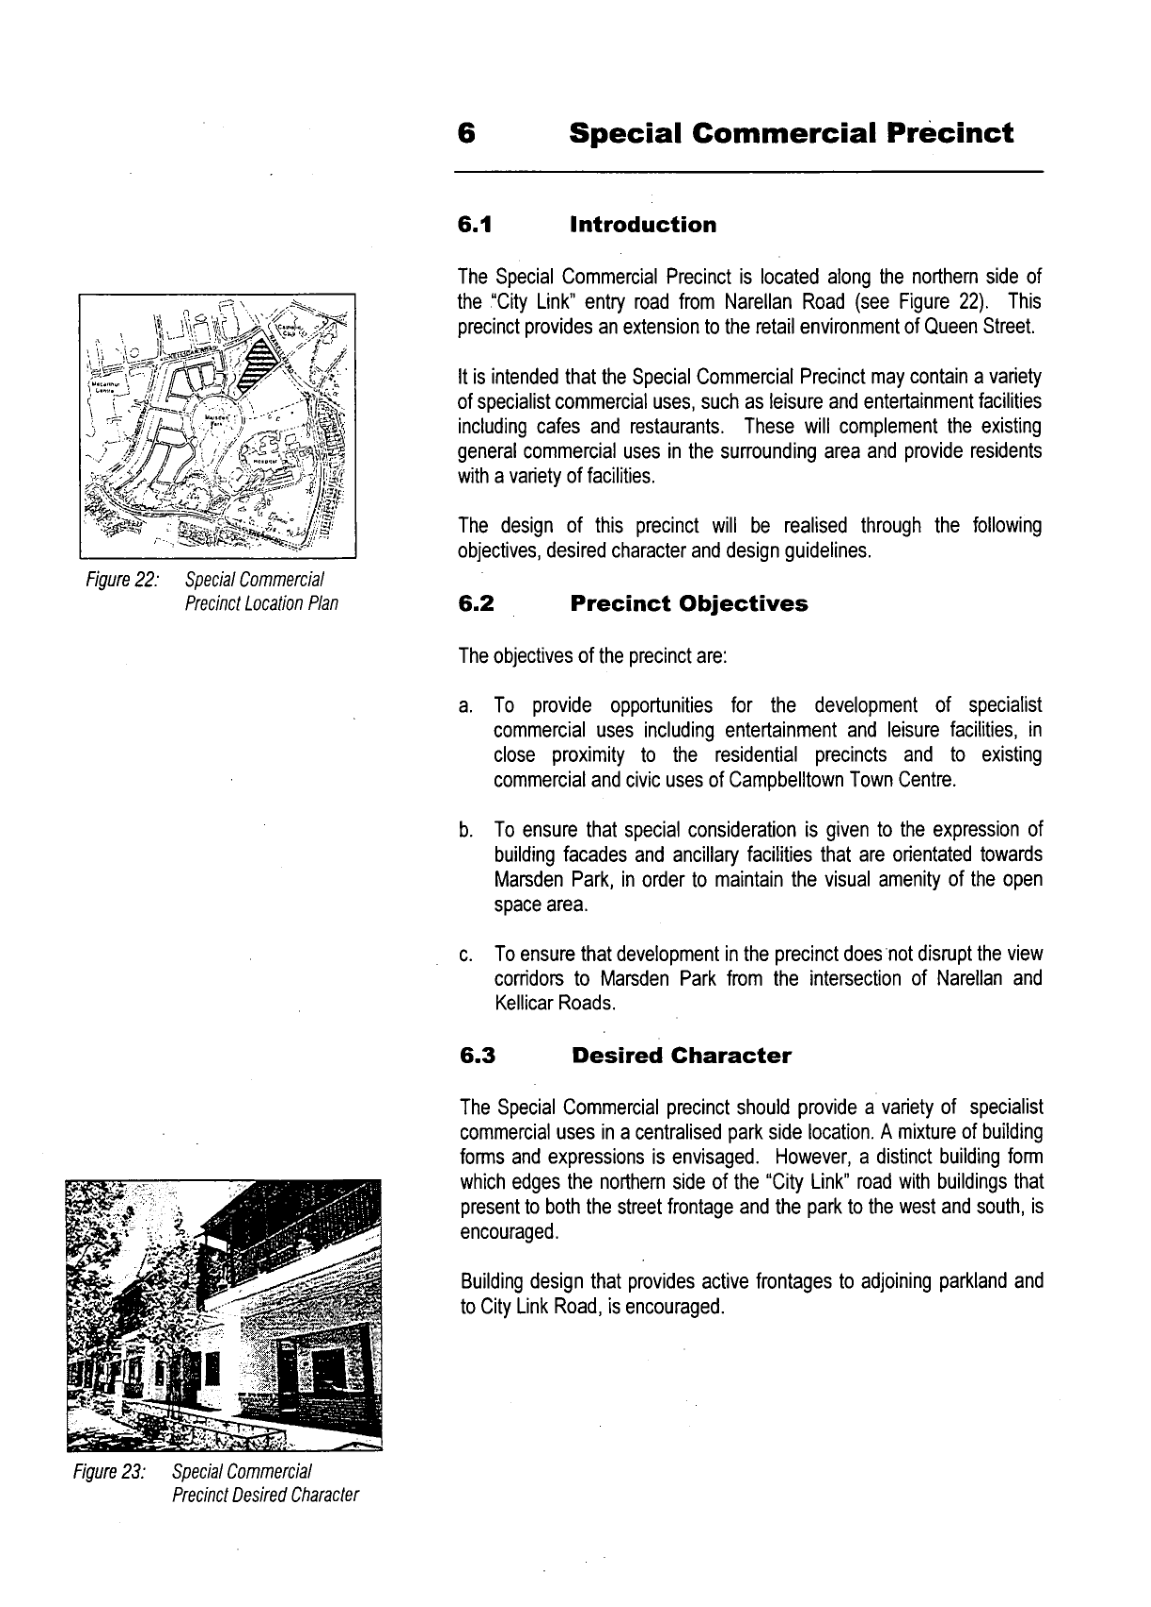 6 Special Commercial Precinct
6.1 Introduction
The Special Commercial Precinct is located along the northern side of
the "City Link" entry road from Narellan Road (see Figure 22). This
precinct provides an extension to the retail environment of Queen Street.
It is intended that the Special Commercial Precinct may contain a variety
of specialist commercial uses, such as leisure and entertainment facilities
including cafes and restaurants. These will complement the existing
general commercial uses in the surrounding area and provide residents
with a variety of facilities.
The design of this precinct will be realised through the following
objectives, desired character and design guidelines.
Macarthur
Centre
Marsden
Park
Hospital
Figure 22: Special Commercial
Precinct Location Plan
6.2 Precinct Objectives
The objectives of the precinct are:
a. To provide opportunities for the development of specialist
commercial uses including entertainment and leisure facilities, in
close proximity to the residential precincts and to existing
commercial and civic uses of Campbelltown Town Centre.
b. To ensure that special consideration is given to the expression of
building facades and ancillary facilities that are orientated towards
Marsden Park, in order to maintain the visual amenity of the open
space area.
c. To ensure that development in the precinct does not disrupt the view
corridors to Marsden Park from the intersection of Narellan and
Kellicar Roads.
6.3 Desired Character
The Special Commercial precinct should provide a variety of specialist
commercial uses in a centralised park side location. A mixture of building
forms and expressions is envisaged. However, a distinct building form
which edges the northern side of the "City Link" road with buildings that
present to both the street frontage and the park to the west and south, is
encouraged.
Building design that provides active frontages to adjoining parkland and
to City Link Road, is encouraged.
Figure 23: Special Commercial
Precinct Desired Character